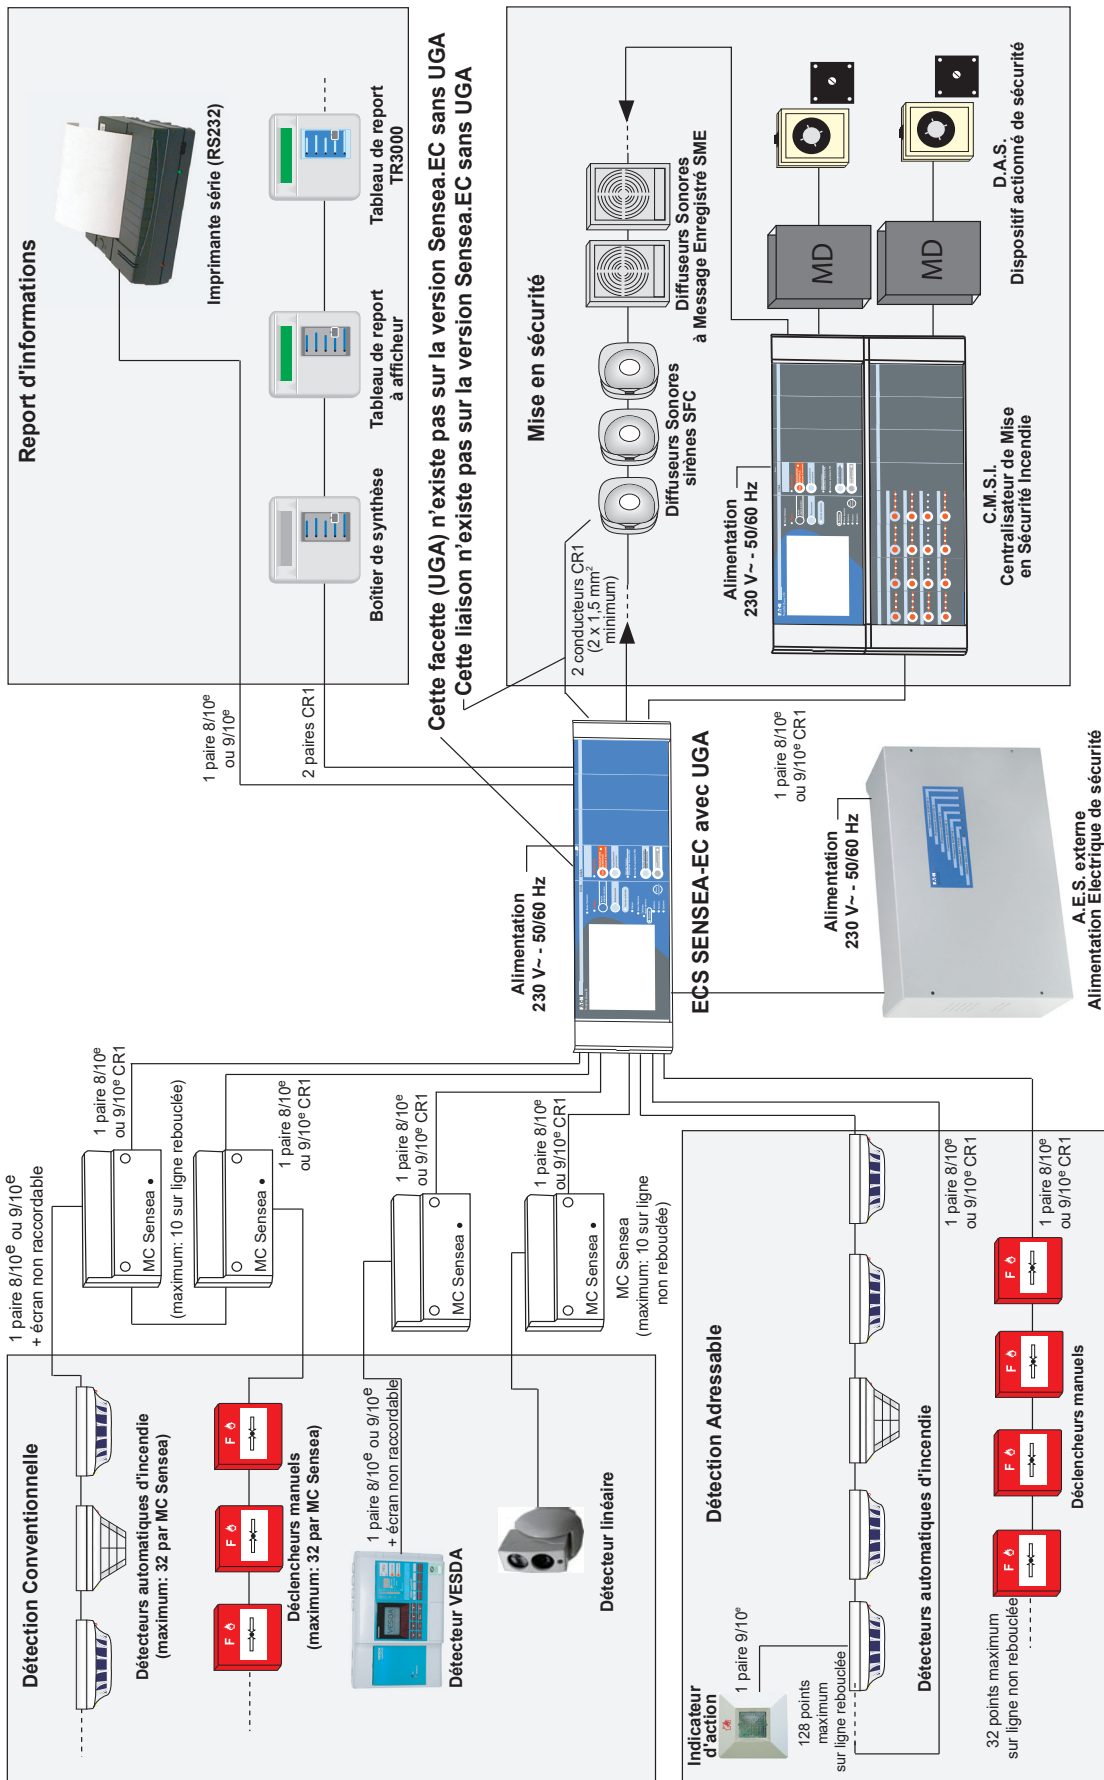 Détection Conventionnelle
Détecteurs automatiques d'incendie
(maximum: 32 par MC Sensea)
Déclencheurs manuels
(maximum: 32 par MC Sensea)
F
F
F
1 paire 8/10e ou 9/10e
+ écran non raccordable
Détecteur VESDA
Détecteur linéaire
1 paire 8/10e ou 9/10e
+ écran non raccordable
MC Sensea
(maximum: 10 sur ligne rebouclée)
MC Sensea
1 paire 8/10e
ou 9/10e CR1
1 paire 8/10e
ou 9/10e CR1
MC Sensea
1 paire 8/10e
ou 9/10e CR1
MC Sensea
1 paire 8/10e
ou 9/10e CR1
MC Sensea
(maximum: 10 sur ligne
non rebouclée)
Détection Adressable
Indicateur
d'action
1 paire 9/10e
128 points
maximum
sur ligne rebouclée
Détecteurs automatiques d'incendie
1 paire 8/10e
ou 9/10e CR1
32 points maximum
sur ligne non rebouclée
F
F
F
F
Déclencheurs manuels
1 paire 8/10e
ou 9/10e CR1
Alimentation
230 V~ - 50/60 Hz
ECS SENSEA-EC avec UGA
Alimentation
230 V~ - 50/60 Hz
A.E.S. externe
Alimentation Electrique de sécurité
Report d'informations
Imprimante série (RS232)
Boîtier de synthèse
Tableau de report
à afficheur
Tableau de report
TR3000
1 paire 8/10e
ou 9/10e
2 paires CR1
Cette facette (UGA) n'existe pas sur la version Sensea.EC sans UGA
Cette liaison n'existe pas sur la version Sensea.EC sans UGA
Mise en sécurité
2 conducteurs CR1
(2 x 1,5 mm2
minimum)
Diffuseurs Sonores
sirènes SFC
Diffuseurs Sonores
à Message Enregistré SME
Alimentation
230 V~ - 50/60 Hz
1 paire 8/10e
ou 9/10e CR1
C.M.S.I.
Centralisateur de Mise
en Sécurité Incendie
MD
MD
D.A.S.
Dispositif actionné de sécurité